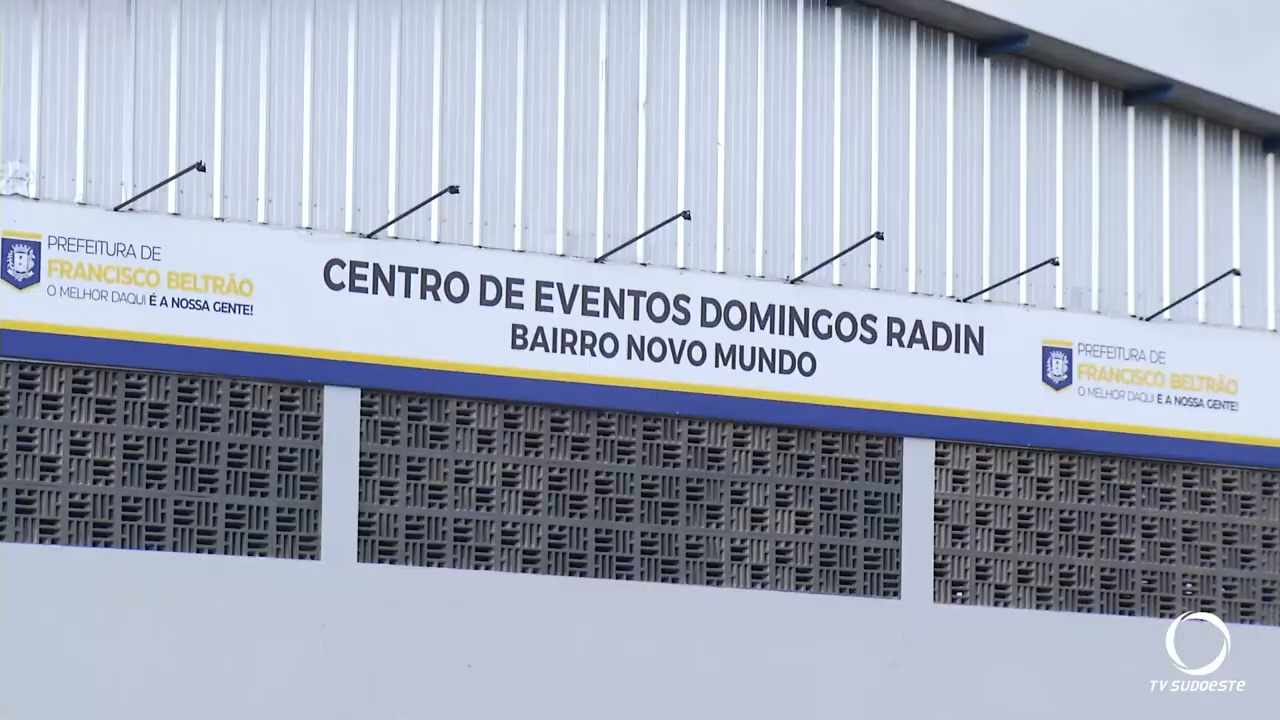 PREFEITURA DE
FRANCISCO BELTRÃO
O MELHOR DAQUI É A NOSSA GENTE!
CENTRO DE EVENTOS DOMINGOS RADIN
BAIRRO NOVO MUNDO
PREFEITURA DE
FRANCISCO BELTRÃO
O MELHOR DAQUI É A NOSSA GENTE!
TV SUDOESTE